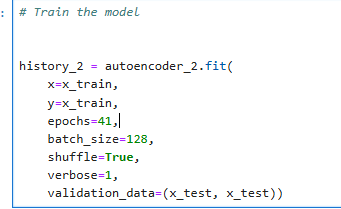 :
# Train the model
history_2 = autoencoder_2.fit(
    x=x_train,
    y=x_train,
    epochs=41,
    batch_size=128,
    shuffle=True,
    verbose=1,
    validation_data=(x_test, x_test))